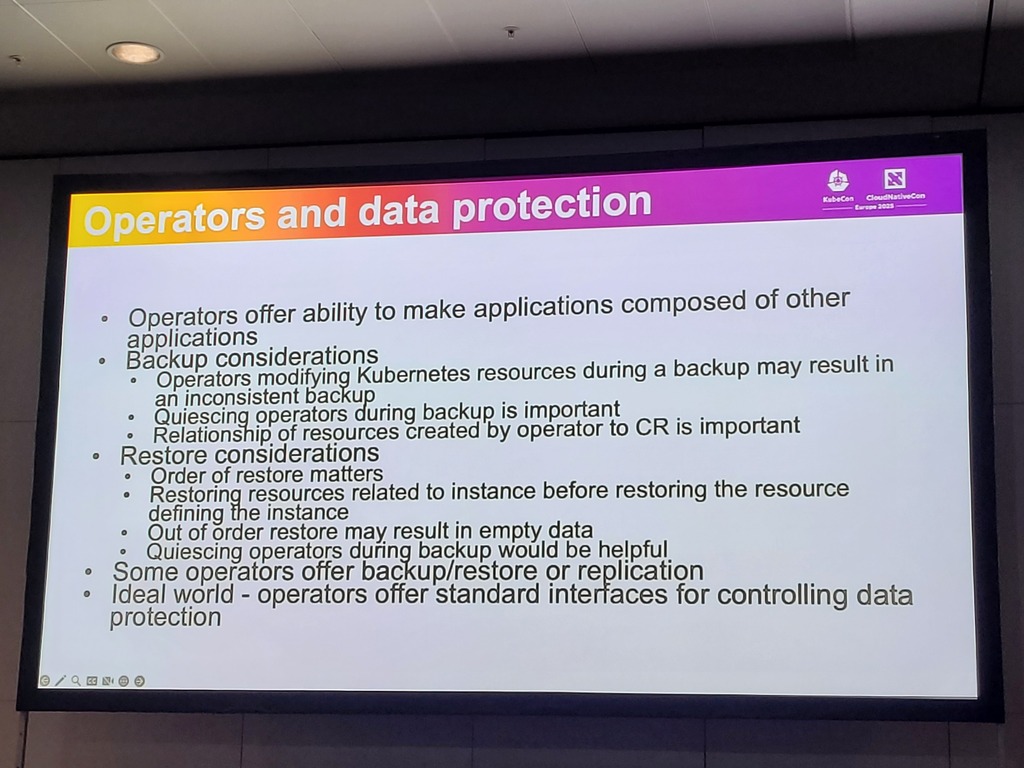 Operators and data protection
KubeCon
CloudNativeCon
Europe 2025
• Operators offer ability to make applications composed of other
applications
• Backup considerations
• Operators modifying Kubernetes resources during a backup may result in
an inconsistent backup
• Quiescing operators during backup is important
• Relationship of resources created by operator to CR is important
• Restore considerations
• Order of restore matters
• Restoring resources related to instance before restoring the resource
defining the instance
• Out of order restore may result in empty data
• Quiescing operators during backup would be helpful
• Some operators offer backup/restore or replication
• Ideal world - operators offer standard interfaces for controlling data
protection